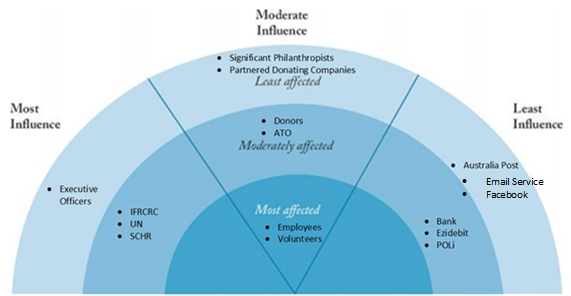 Moderate
Influence
• Significant Philanthropists
• Partnered Donating Companies
Least affected
Most
Influence
Least
Influence
• Donors
• ATO
Moderately affected
• Australia Post
• Email Service
• Facebook
• Executive
Officers
• IFRCRC
• UN
• SCHR
Most affected
• Employees
• Volunteers
• Bank
• Ezidebit
• POLi